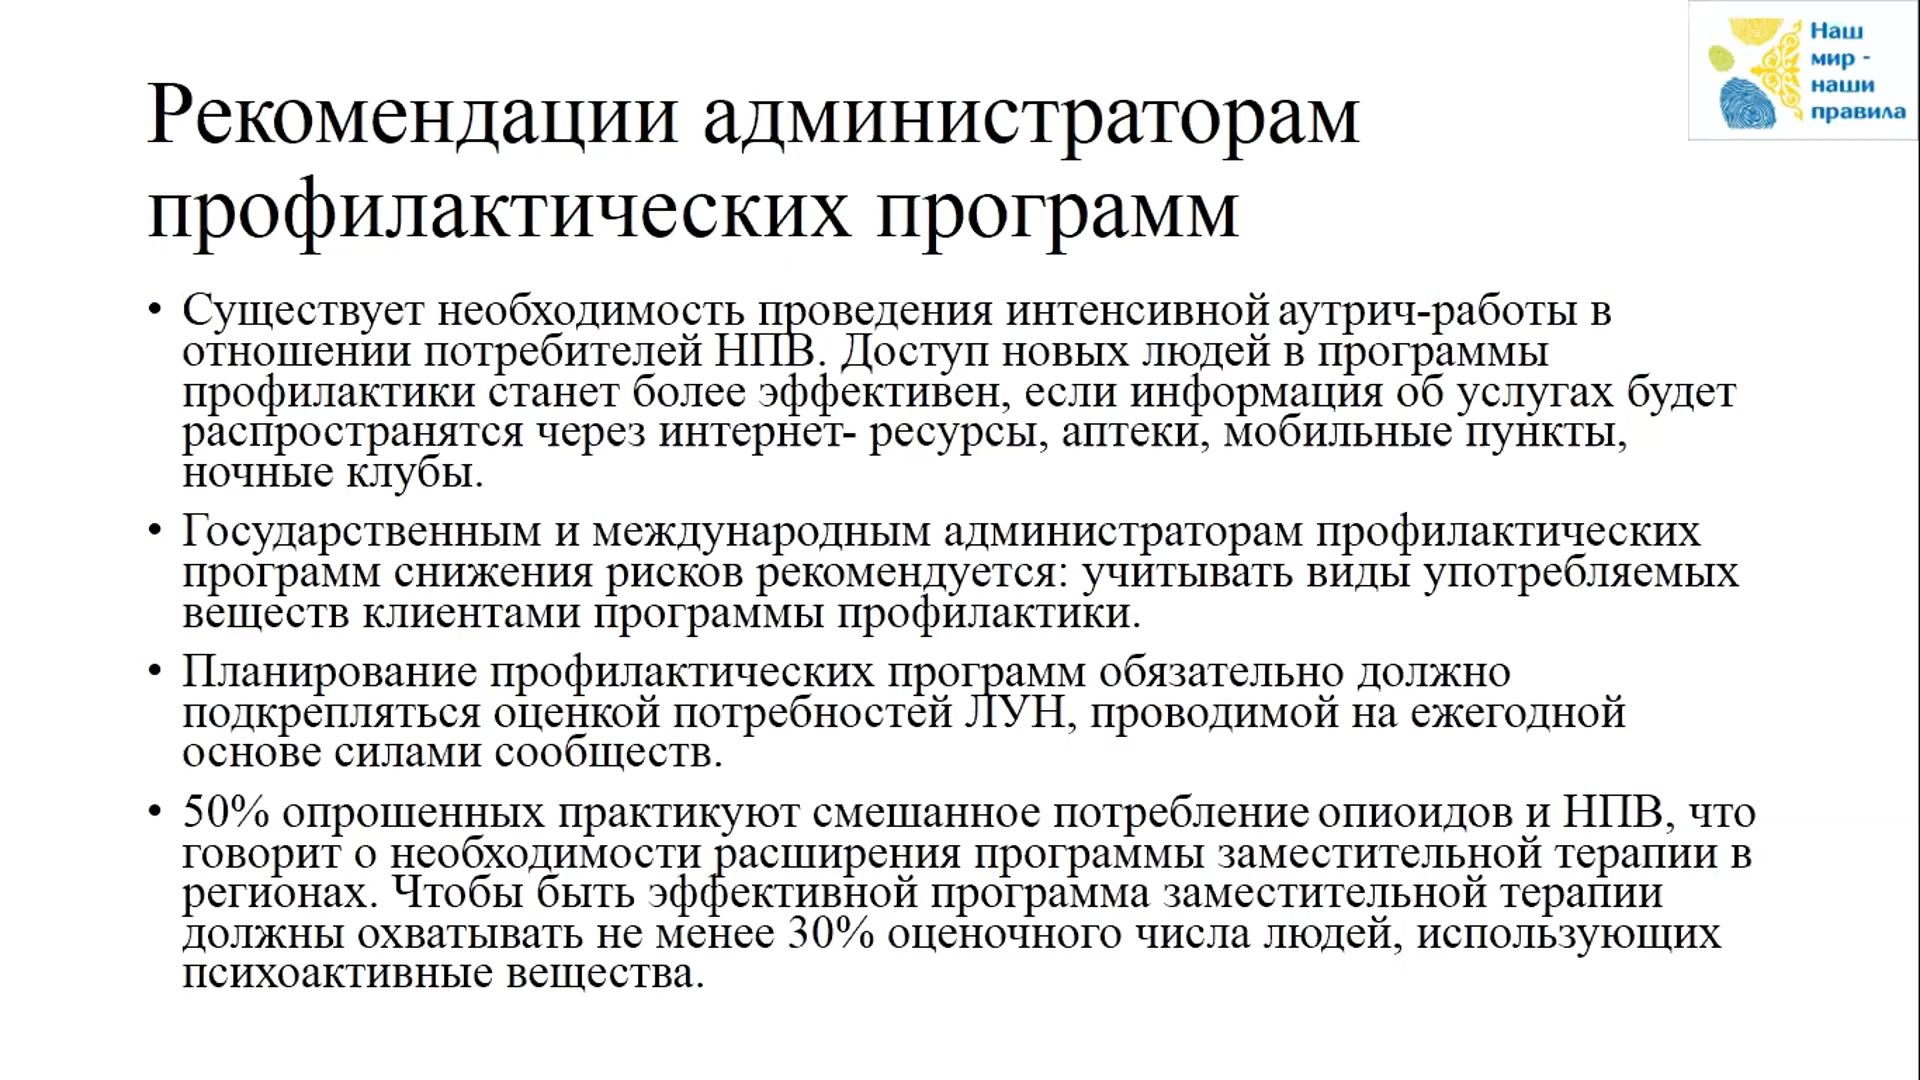 Наш
мир -
наши
правила
Рекомендации администраторам
профилактических программ
• Существует необходимость проведения интенсивной аутрич-работы в
отношении потребителей НПВ. Доступ новых людей в программы
профилактики станет более эффективен, если информация об услугах будет
распространятся через интернет- ресурсы, аптеки, мобильные пункты,
ночные клубы.
• Государственным и международным администраторам профилактических
программ снижения рисков рекомендуется: учитывать виды употребляемых
веществ клиентами программы профилактики.
• Планирование профилактических программ обязательно должно
подкрепляться оценкой потребностей ЛУН, проводимой на ежегодной
основе силами сообществ.
• 50% опрошенных практикуют смешанное потребление опиоидов и НПВ, что
говорит о необходимости расширения программы заместительной терапии в
регионах. Чтобы быть эффективной программа заместительной терапии
должны охватывать не менее 30% оценочного числа людей, использующих
психоактивные вещества.